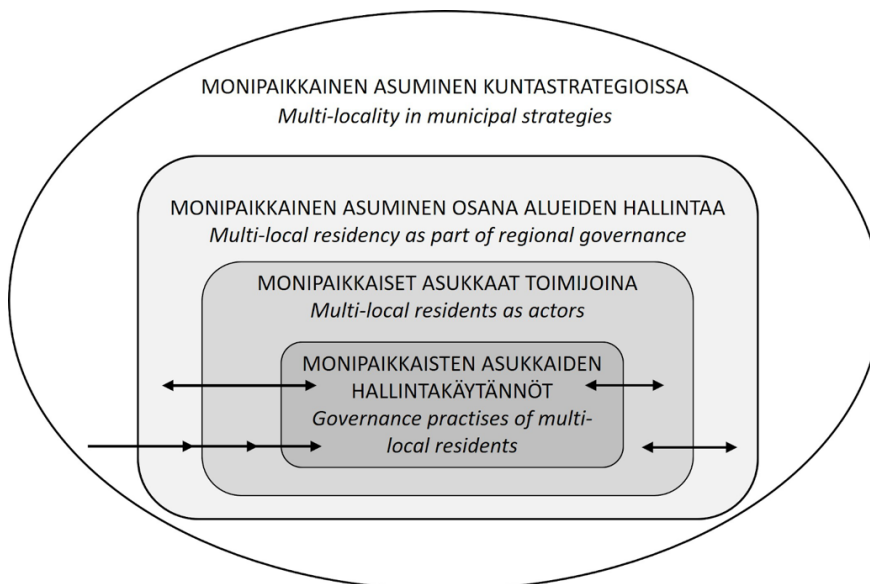 MONIPAIKKAINEN ASUMINEN KUNTASTRATEGIOISSA
Multi-locality in municipal strategies
MONIPAIKKAINEN ASUMINEN OSANA ALUEIDEN HALLINTAA
Multi-local residency as part of regional governance
MONIPAIKKAISET ASUKKAAT TOIMIJOINA
Multi-local residents as actors
MONIPAIKKAISTEN ASUKKAIDEN
HALLINTAKÄYTÄNNÖT
Governance practises of multi-
local residents